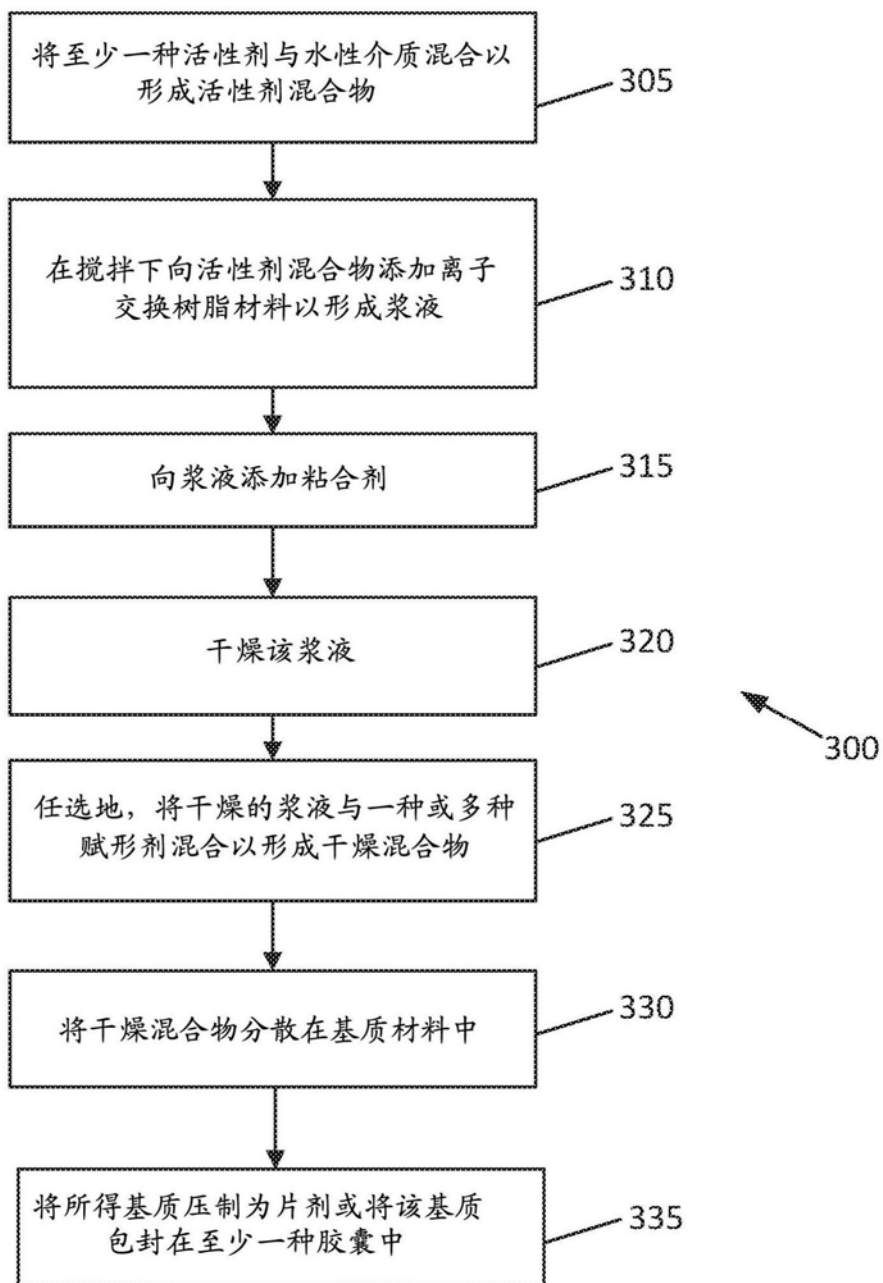 将至少一种活性剂与水性介质混合以
形成活性剂混合物
305
在搅拌下向活性剂混合物添加离子
交换树脂材料以形成浆液
310
向浆液添加粘合剂
315
干燥该浆液
320
300
任选地，将干燥的浆液与一种或多种
赋形剂混合以形成干燥混合物
325
将干燥混合物分散在基质材料中
330
将所得基质压制为片剂或将该基质
包封在至少一种胶囊中
335